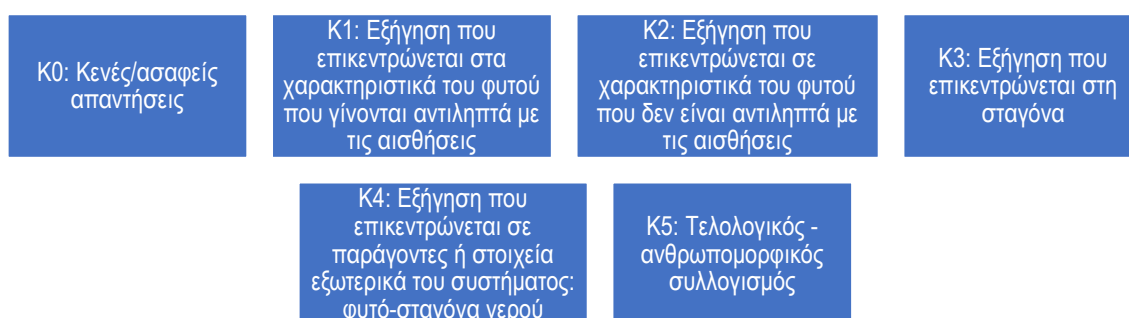 Κ0: Κενές/ασαφείς
απαντήσεις
Κ1: Εξήγηση που
επικεντρώνεται στα
χαρακτηριστικά του φυτού
που γίνονται αντιληπτά με
τις αισθήσεις
Κ2: Εξήγηση που
επικεντρώνεται σε
χαρακτηριστικά του φυτού
που δεν είναι αντιληπτά με
τις αισθήσεις
Κ3: Εξήγηση που
επικεντρώνεται στη
σταγόνα
Κ4: Εξήγηση που
επικεντρώνεται σε
παράγοντες ή στοιχεία
εξωτερικά του συστήματος:
φυτό-σταγόνα νερού
Κ5: Τελολογικός -
ανθρωπομορφικός
συλλογισμός